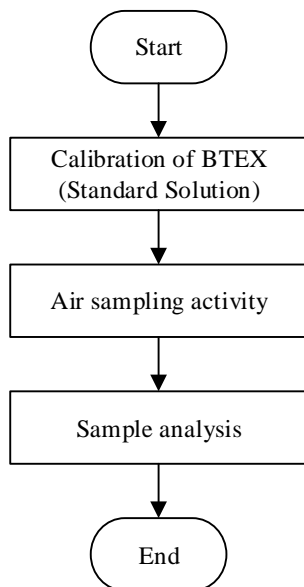 Start
Calibration of BTEX
(Standard Solution)
Air sampling activity
Sample analysis
End